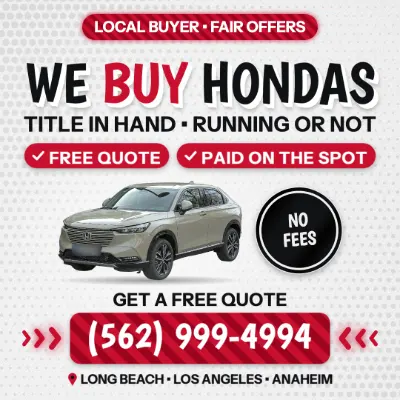 LOCAL BUYER • FAIR OFFERS
WE BUY HONDAS
TITLE IN HAND • RUNNING OR NOT
FREE QUOTE
PAID ON THE SPOT
NO
FEES
GET A FREE QUOTE
(562) 999-4994
LONG BEACH • LOS ANGELES • ANAHEIM